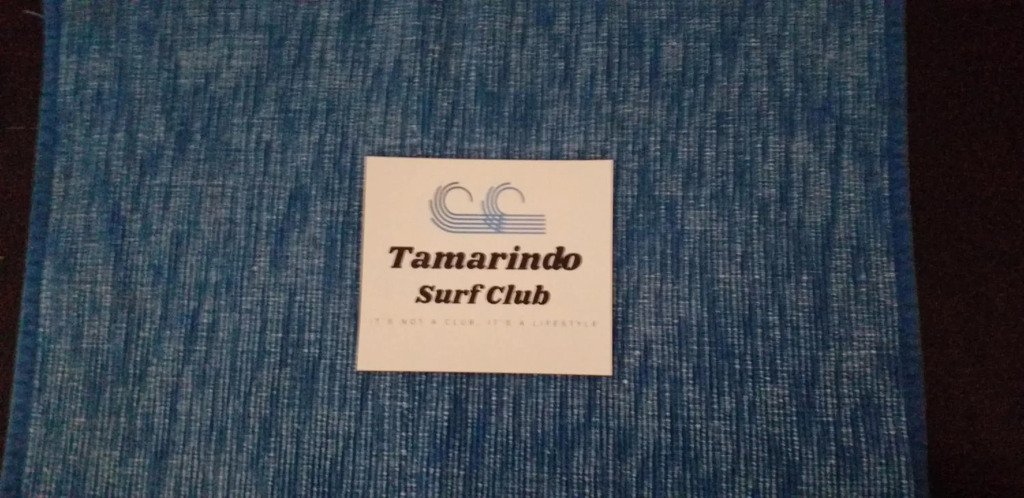 Tamarindo
Surf Club
IT'S NOT A CLUB, IT'S A LIFESTYLE